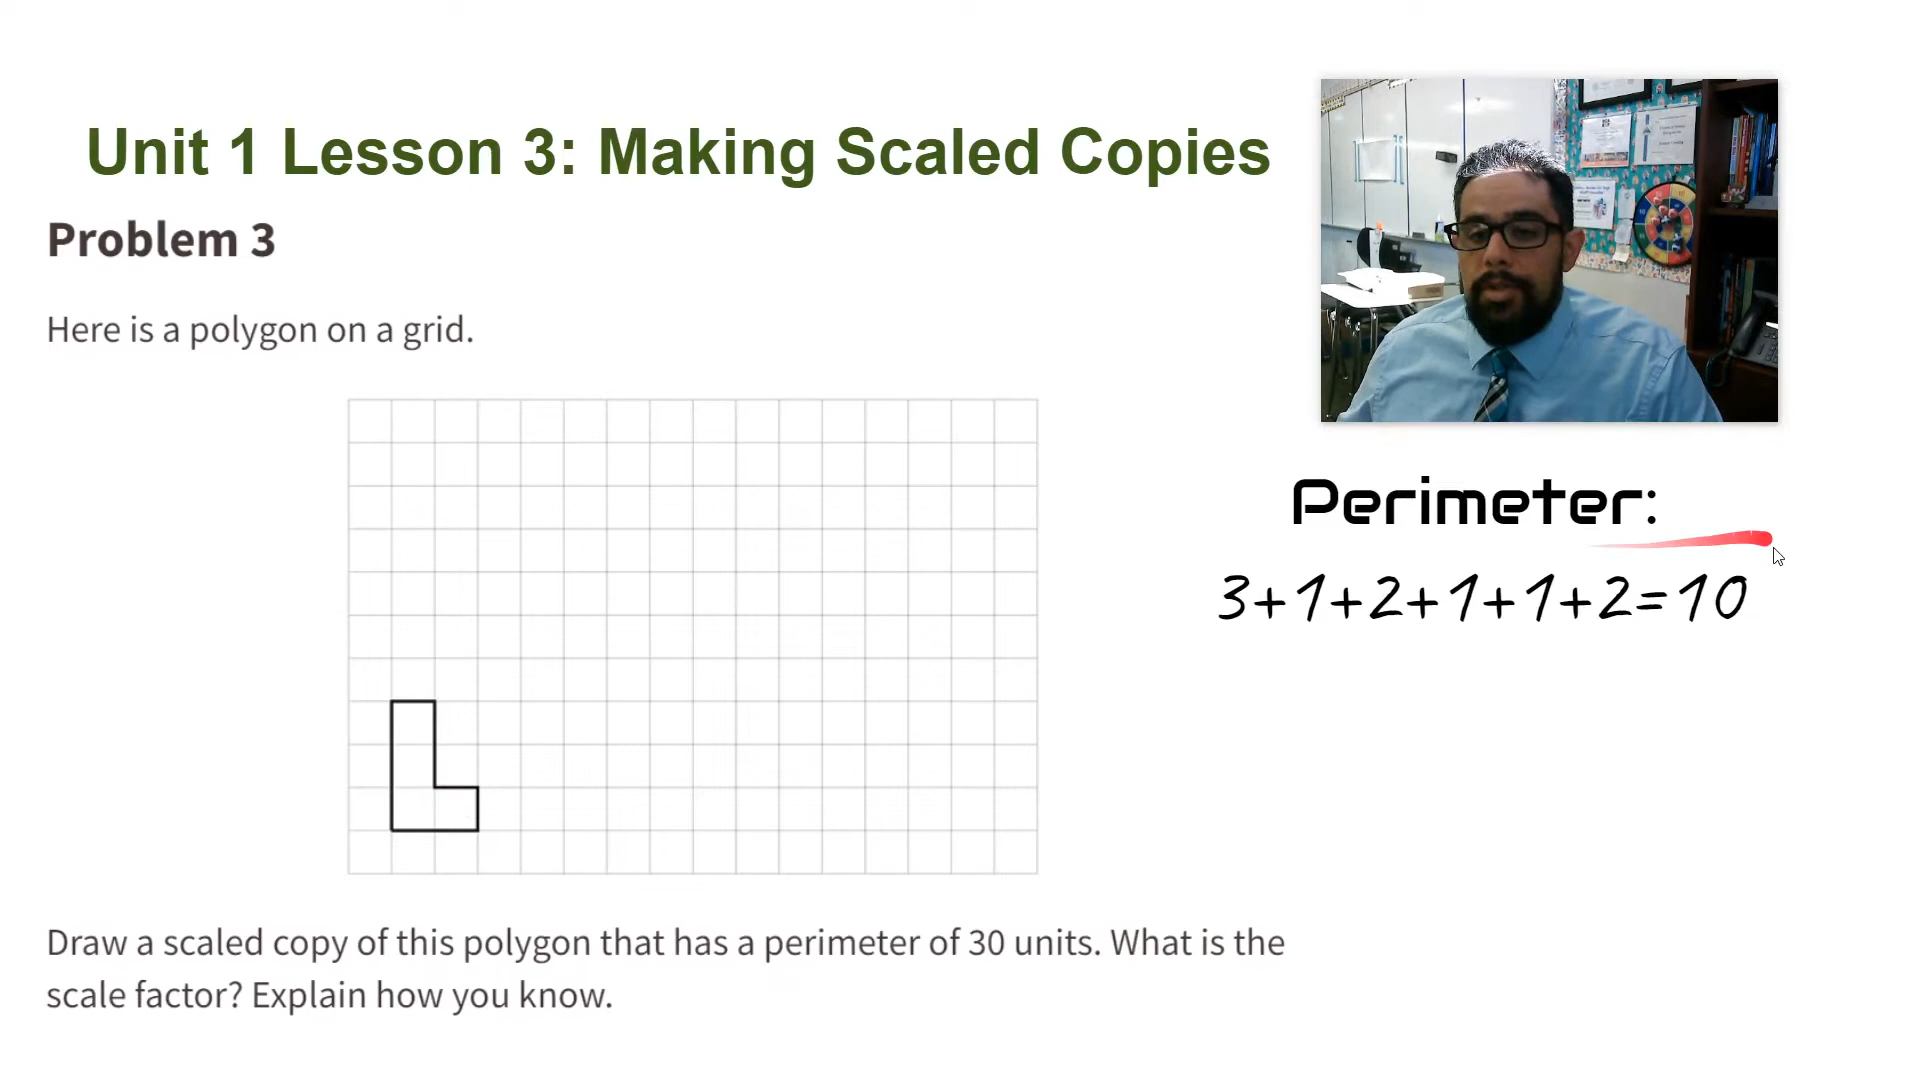 Unit 1 Lesson 3: Making Scaled Copies
Problem 3
Here is a polygon on a grid.
Perimeter:
3+1+2+1+1+2=10
Draw a scaled copy of this polygon that has a perimeter of 30 units. What is the
scale factor? Explain how you know.